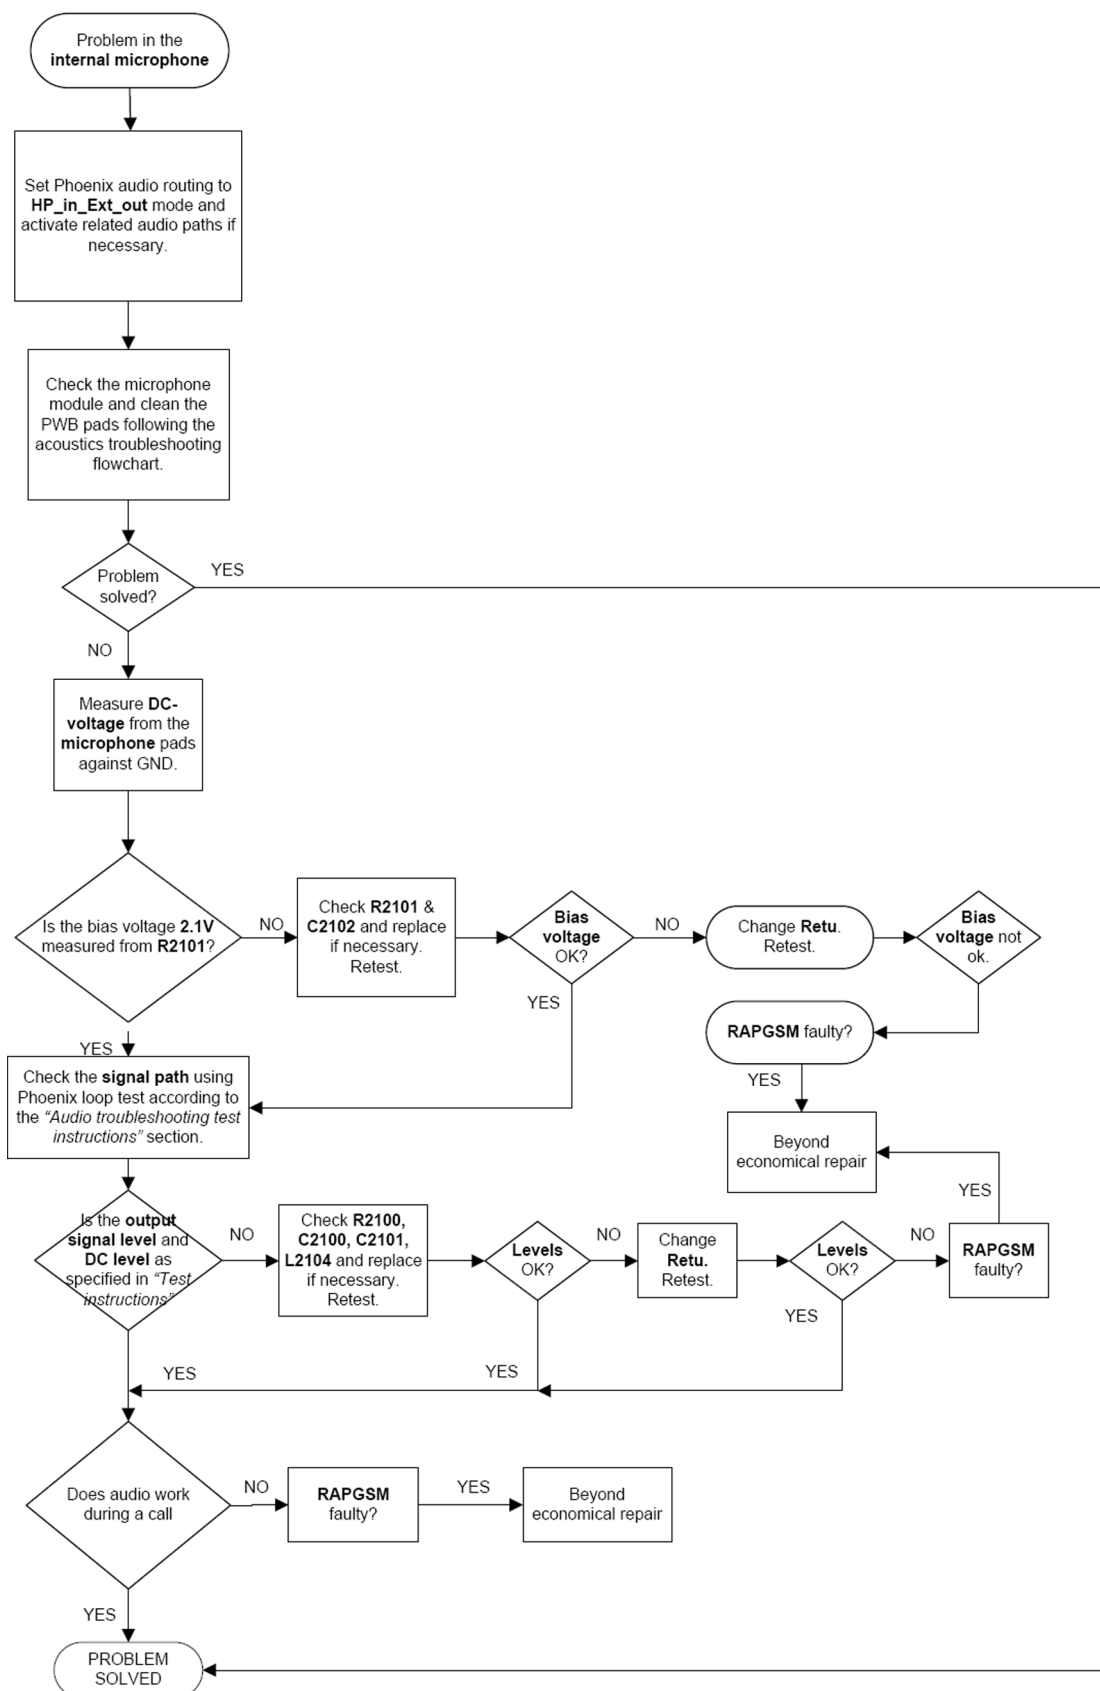 Problem in the
internal microphone
Set Phoenix audio routing to
HP_in_Ext_out mode and
activate related audio paths if
necessary.
Check the microphone
module and clean the
PWB pads following the
acoustics troubleshooting
flowchart.
Problem
solved?
YES
NO
Measure DC-
voltage from the
microphone pads
against GND.
Is the bias voltage 2.1V
measured from R2101?
NO
Check R2101 &
C2102 and replace
if necessary.
Retest.
Bias
voltage
OK?
NO
Change Retu.
Retest.
Bias
voltage not
ok.
YES
RAPGSM faulty?
YES
Beyond
economical repair
YES
Check the signal path using
Phoenix loop test according to
the "Audio troubleshooting test
instructions" section.
Is the output
signal level and
DC level as
specified in "Test
instructions"
NO
Check R2100,
C2100, C2101,
L2104 and replace
if necessary.
Retest.
Levels
OK?
NO
Change
Retu.
Retest.
Levels
OK?
NO
RAPGSM
faulty?
YES
YES
YES
YES
Does audio work
during a call
NO
RAPGSM
faulty?
YES
Beyond
economical repair
YES
PROBLEM
SOLVED